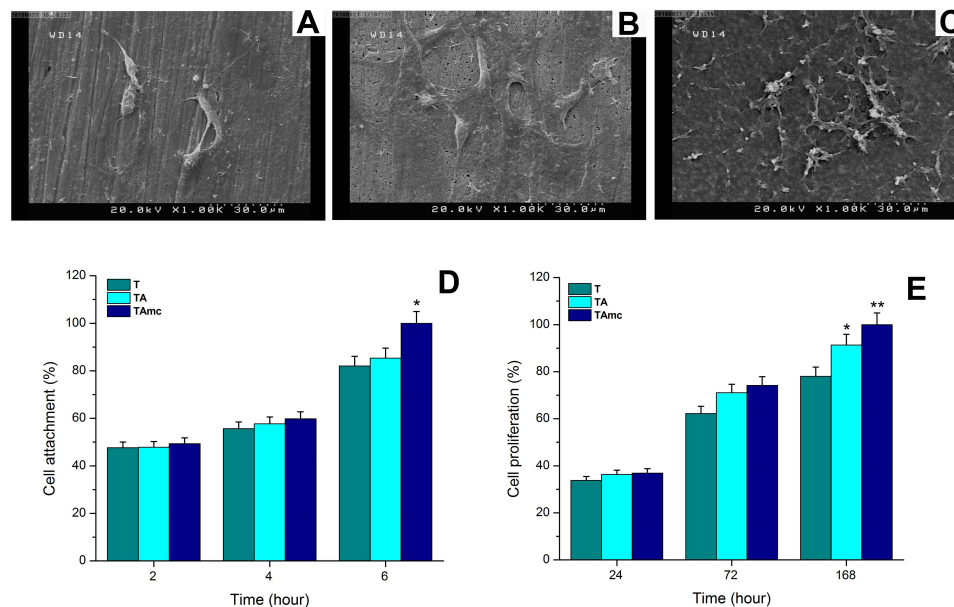 A
WD14
20.0kV X1.00K 30.0µm
B
WD14
20.0kV X1.00K 30.0µm
C
WD14
20.0kV X1.00K 30.0µm
D
T
TA
TAmc
120
100
80
60
40
20
0
*
Cell attachment (%)
2 4 6
Time (hour)
E
T
TA
TAmc
120
100
80
60
40
20
0
* **
Cell proliferation (%)
24 72 168
Time (hour)